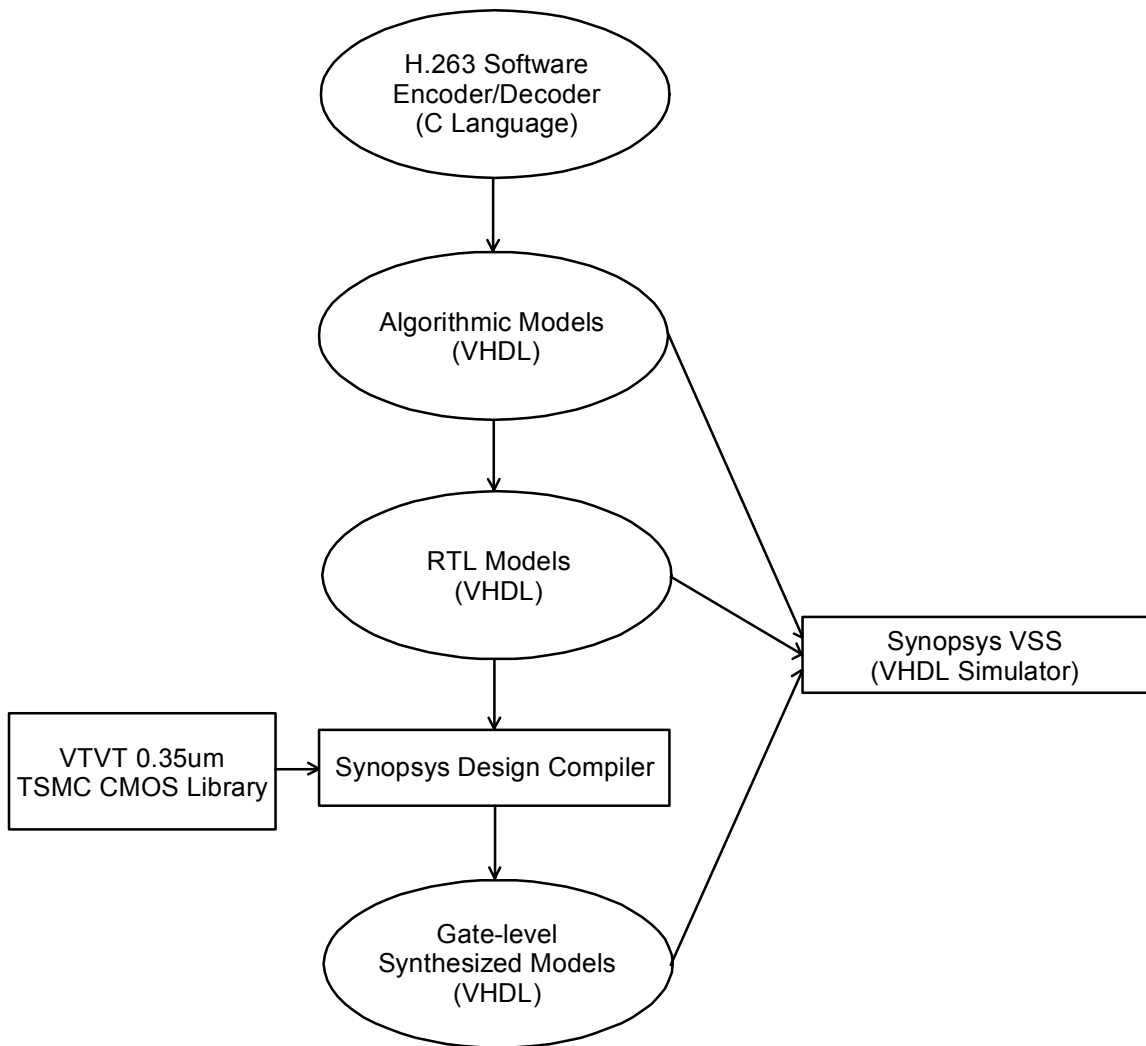 H.263 Software
Encoder/Decoder
(C Language)
Algorithmic Models
(VHDL)
RTL Models
(VHDL)
Synopsys VSS
(VHDL Simulator)
VTVT 0.35um
TSMC CMOS Library
Synopsys Design Compiler
Gate-level
Synthesized Models
(VHDL)